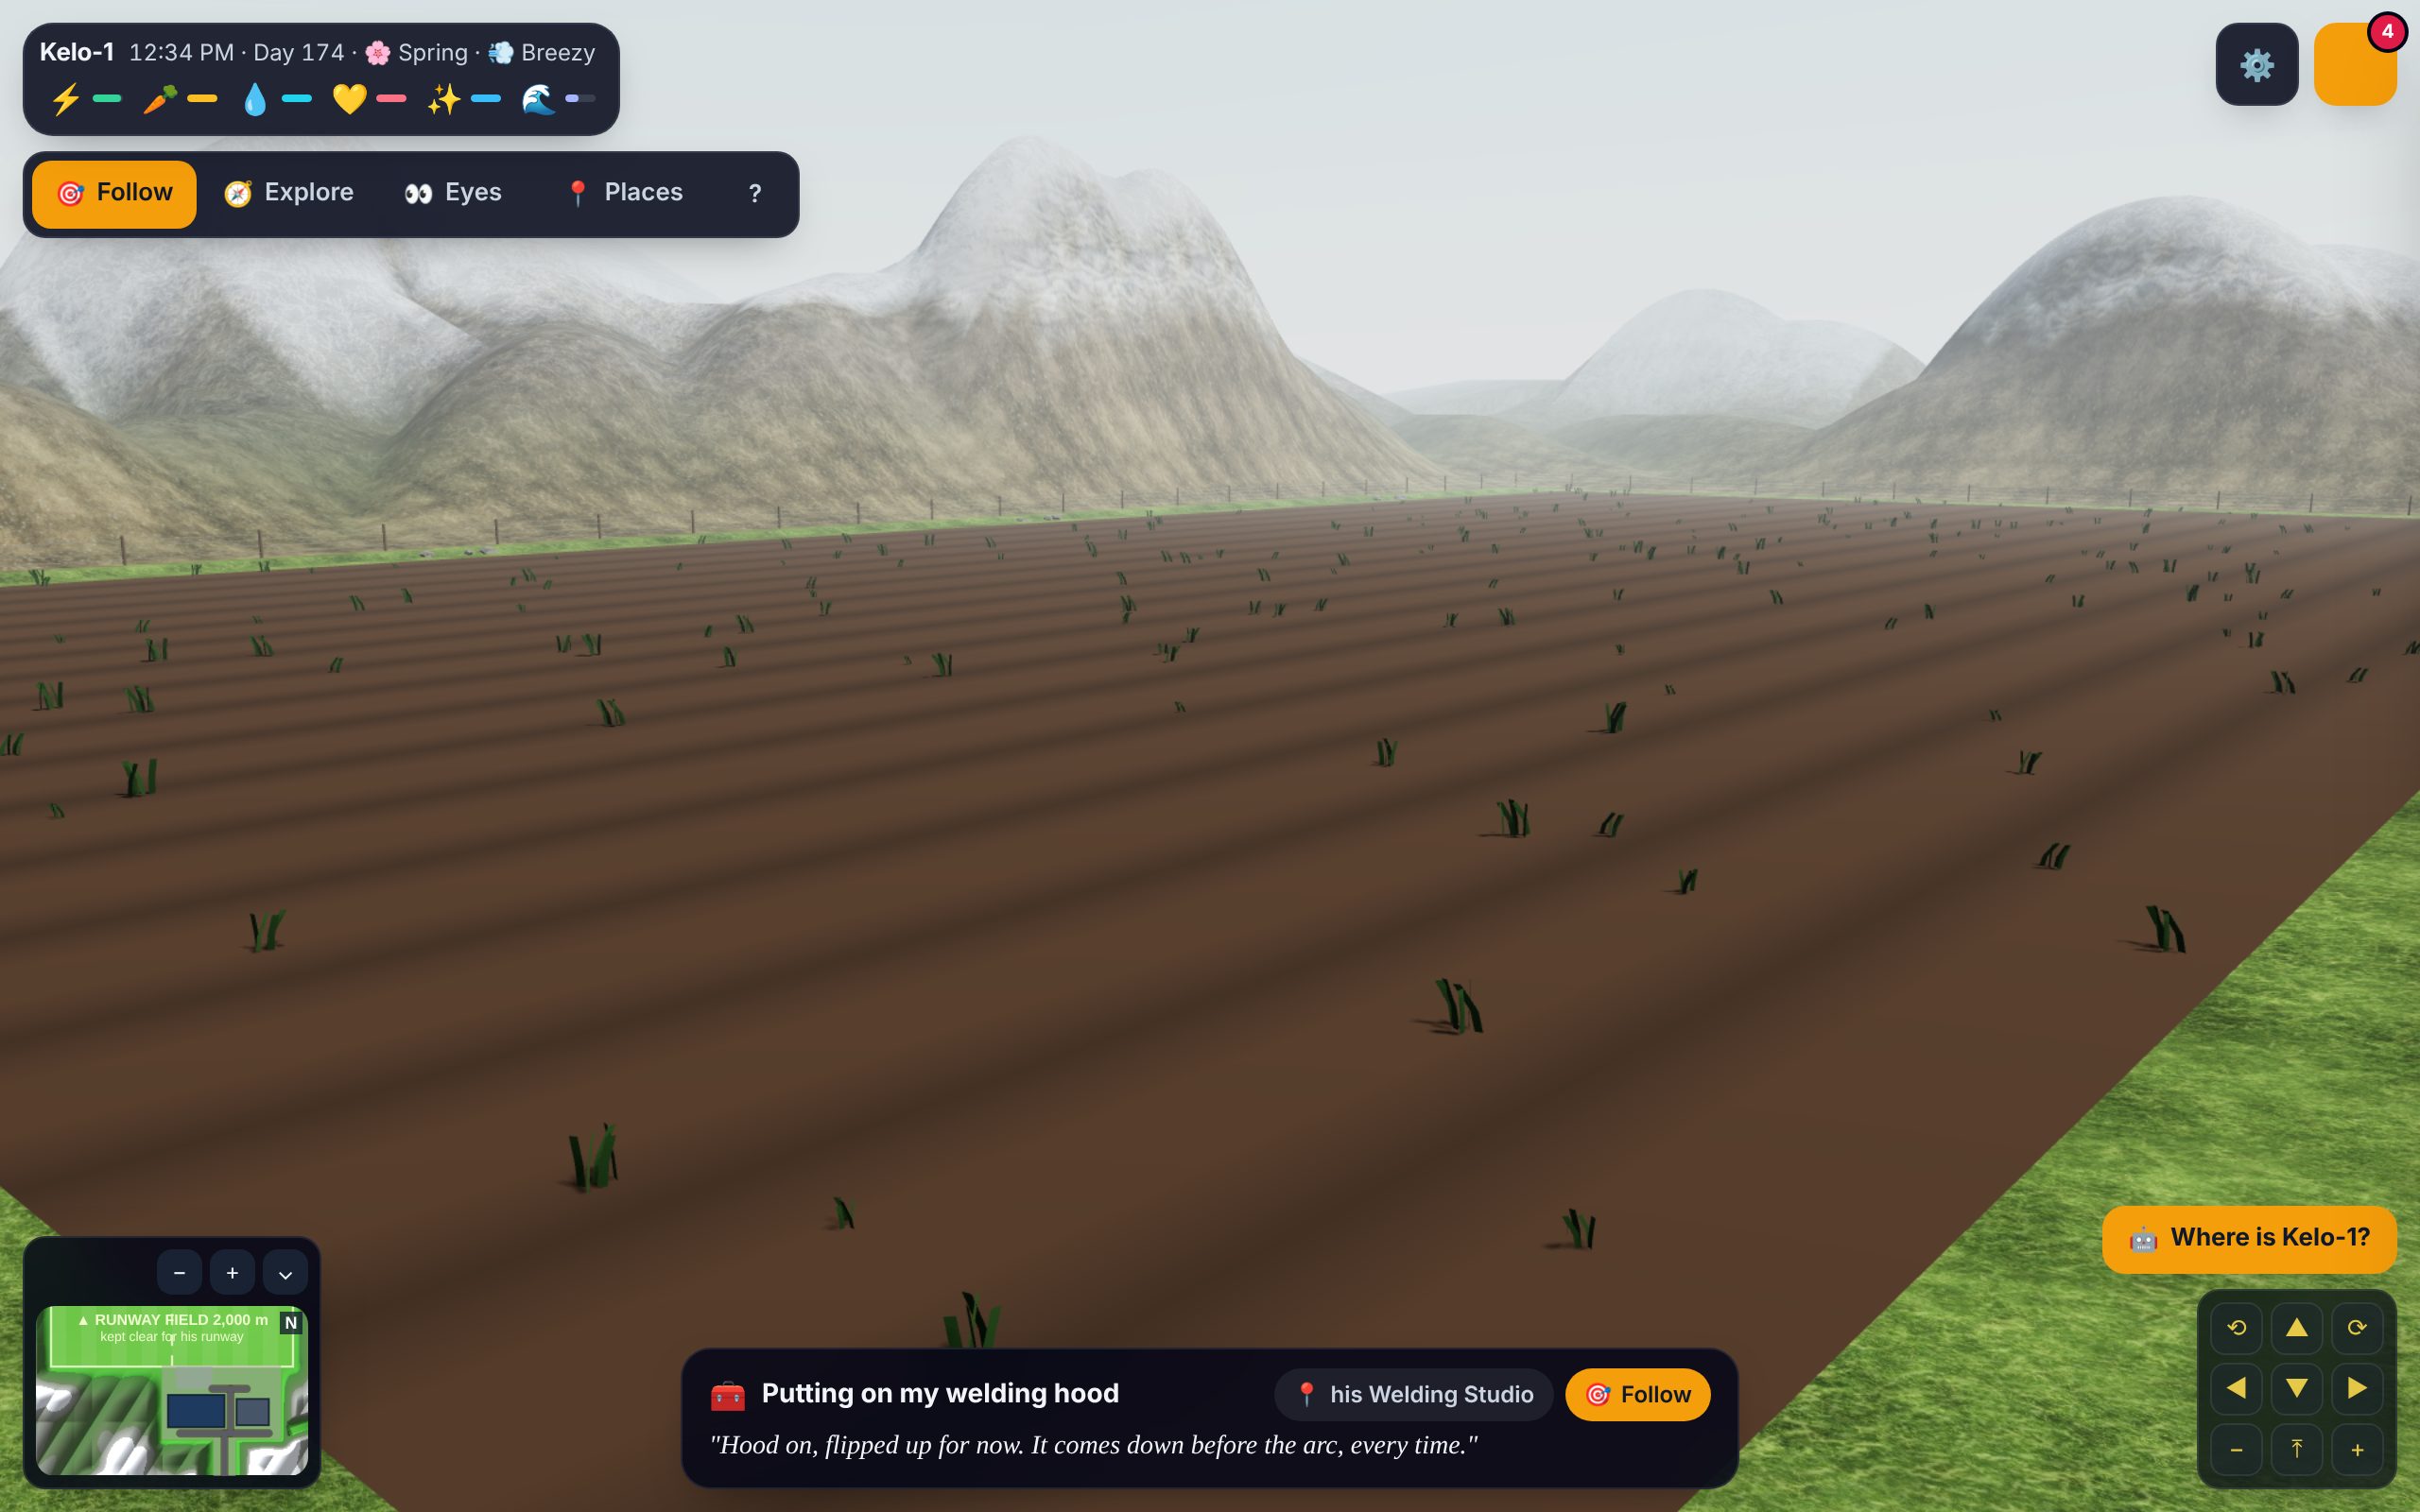 Kelo-1 12:34 PM · Day 174 · 🌸 Spring · 💨 Breezy
4
Follow
Explore
Eyes
Places
?
− +
▲ RUNWAY FIELD 2,000 m
N
kept clear for his runway
Putting on my welding hood
his Welding Studio
Follow
"Hood on, flipped up for now. It comes down before the arc, every time."
Where is Kelo-1?
− +